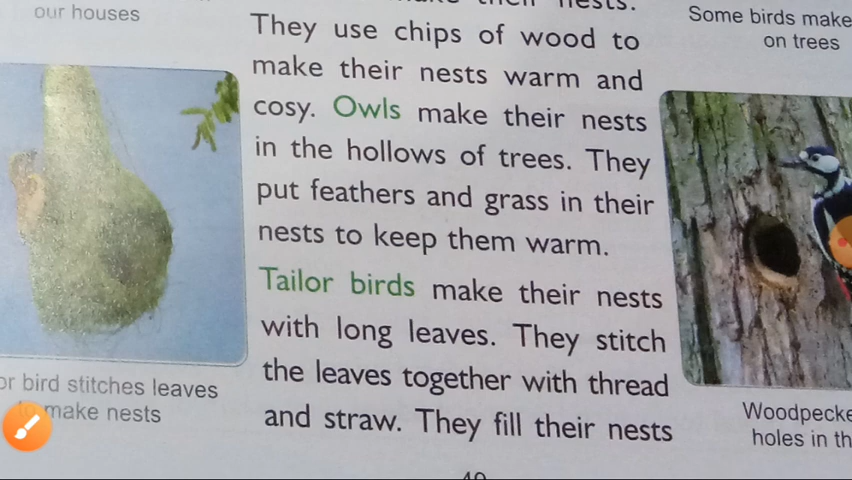 our houses
nests.
They use chips of wood to
make their nests warm and
cosy. Owls make their nests
in the hollows of trees. They
put feathers and grass in their
nests to keep them warm.
Tailor birds make their nests
with long leaves. They stitch
the leaves together with thread
and straw. They fill their nests
bird stitches leaves
make nests
Some birds make
on trees
holes in